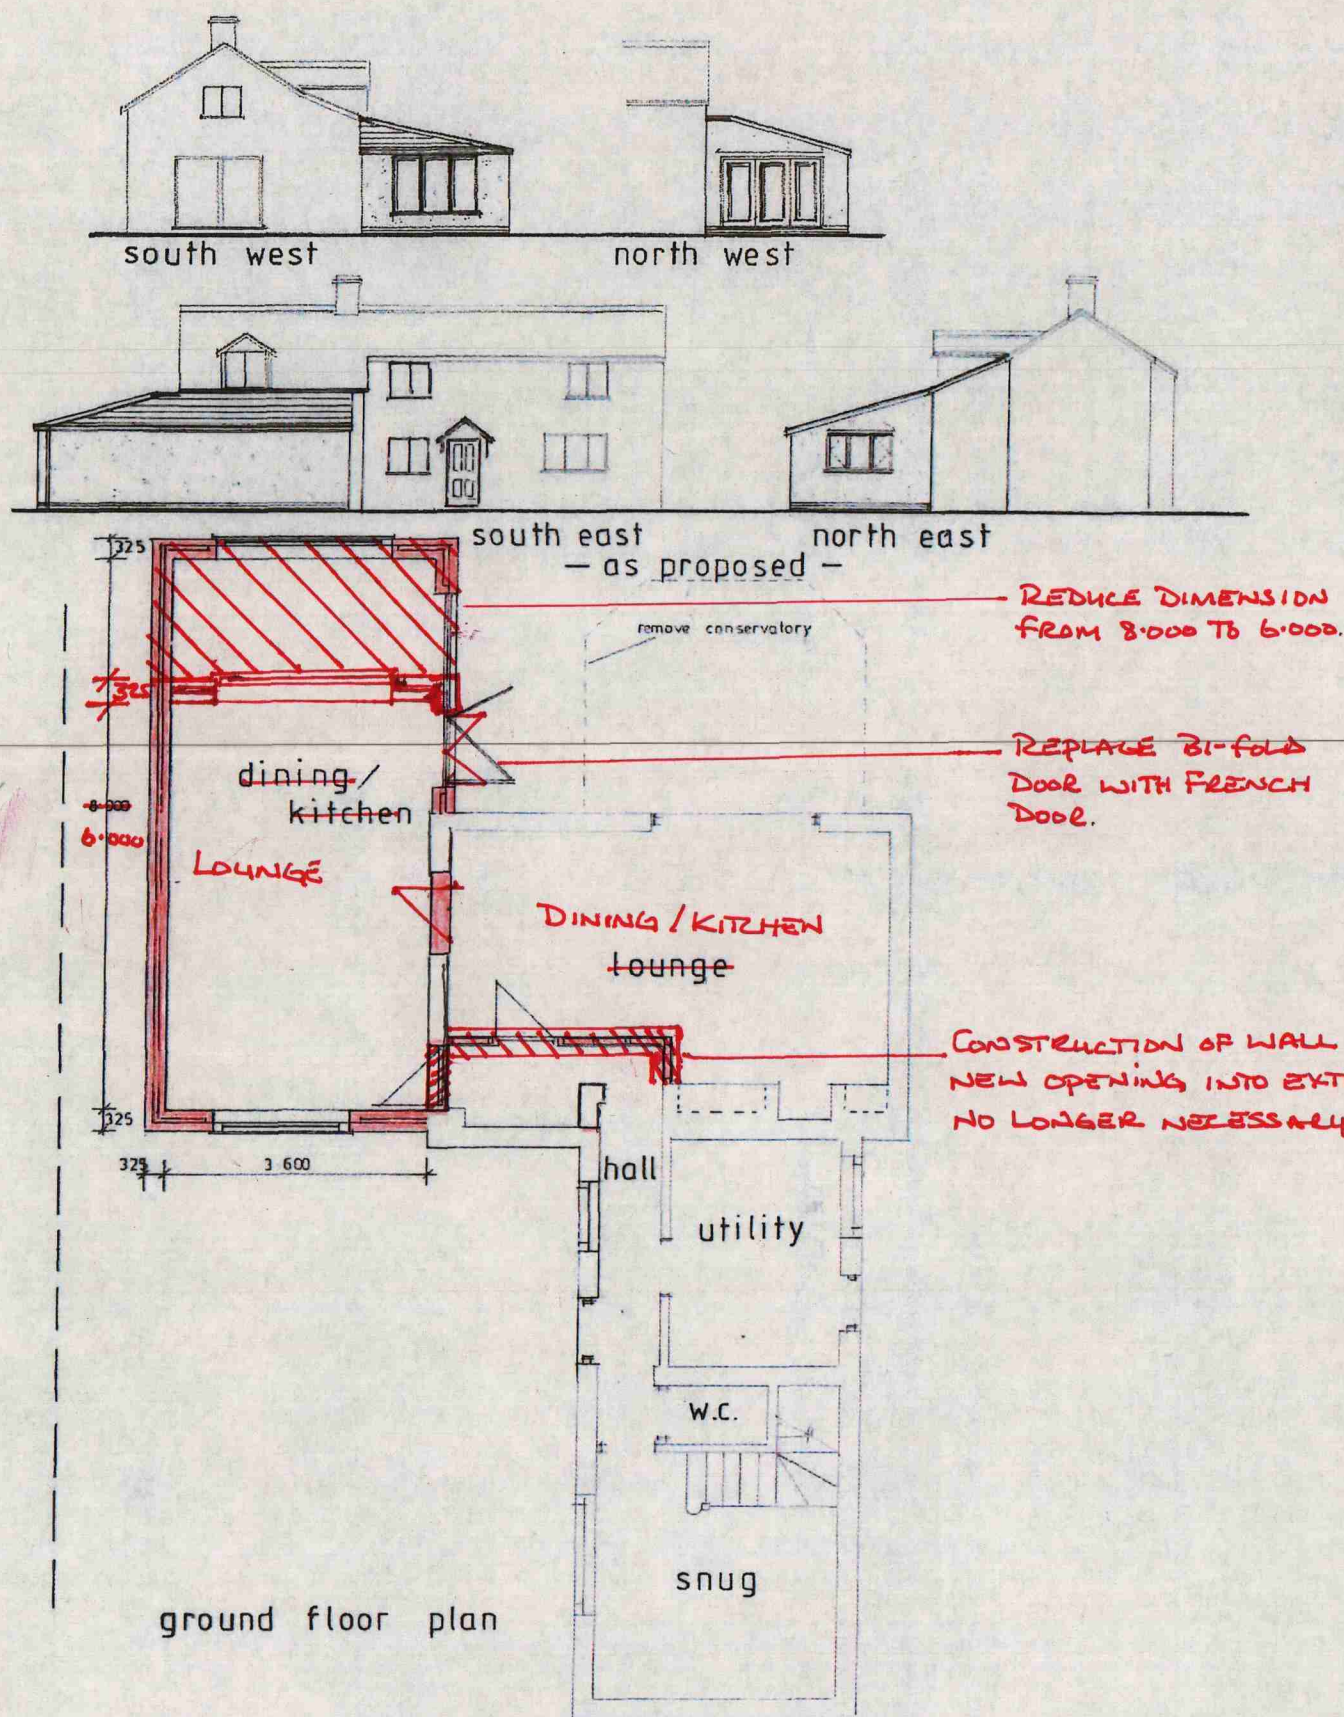 south west
north west
south east
north east
— as proposed —
325
remove conservatory
REDUCE DIMENSION
FROM 8·000 TO 6·000.
325
REPLAGE BI-FOLD
DOOR WITH FRENCH
DOOR.
dining /
kitchen
8 000
6·000
LOUNGE
DINING / KITCHEN
lounge
CONSTRUCTION OF WALL
NEW OPENING INTO EXT
NO LONGER NECESSARY
325
325
3 600
hall
utility
W.C.
snug
ground floor plan